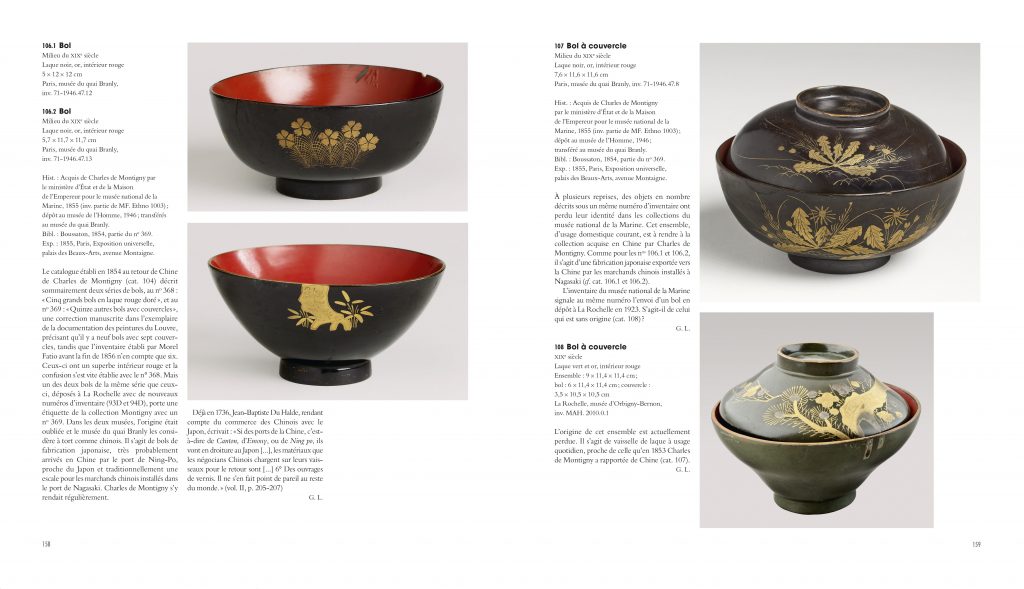 106.1 Bol
Milieu du XIXe siècle
Laque noir, or, intérieur rouge
5 × 12 × 12 cm
Paris, musée du quai Branly,
inv. 71-1946.47.12
106.2 Bol
Milieu du XIXe siècle
Laque noir, or, intérieur rouge
5,7 × 11,7 × 11,7 cm
Paris, musée du quai Branly,
inv. 71-1946.47.13
Hist. : Acquis de Charles de Montigny par
le ministère d'État et de la Maison
de l'Empereur pour le musée national de la
Marine, 1855 (inv. partie de MF. Ethno 1003) ;
dépôt au musée de l'Homme, 1946 ; transférés
au musée du quai Branly.
Bibl. : Boussaton, 1854, partie du no 369.
Exp. : 1855, Paris, Exposition universelle,
palais des Beaux-Arts, avenue Montaigne.
Le catalogue établi en 1854 au retour de Chine
de Charles de Montigny (cat. 104) décrit
sommairement deux séries de bols, au no 368 :
« Cinq grands bols en laque rouge doré », et au
no 369 : « Quinze autres bols avec couvercles »,
une correction manuscrite dans l'exemplaire
de la documentation des peintures du Louvre,
précisant qu'il y a neuf bols avec sept couver-
cles, tandis que l'inventaire établi par Morel
Fatio avant la fin de 1856 n'en compte que six.
Ceux-ci ont un superbe intérieur rouge et la
confusion s'est vite établie avec le no 368. Mais
un des deux bols de la même série que ceux-
ci, déposés à La Rochelle avec de nouveaux
numéros d'inventaire (93D et 94D), porte une
étiquette de la collection Montigny avec un
no 369. Dans les deux musées, l'origine était
oubliée et le musée du quai Branly les consi-
dère à tort comme chinois. Il s'agit de bols de
fabrication japonaise, très probablement
arrivés en Chine par le port de Ning-Po,
proche du Japon et traditionnellement une
escale pour les marchands chinois installés dans
le port de Nagasaki. Charles de Montigny s'y
rendait régulièrement.
Déjà en 1736, Jean-Baptiste Du Halde, rendant
compte du commerce des Chinois avec le
Japon, écrivait : « Si des ports de la Chine, c'est-
à-dire de Canton, d'Emouy, ou de Ning po, ils
vont en droiture au Japon [...], les matériaux que
les négocians Chinois chargent sur leurs vais-
seaux pour le retour sont [...] 6° Des ouvrages
de vernis. Il ne s'en fait point de pareil au reste
du monde. » (vol. II, p. 205-207)
G. L.
158
107 Bol à couvercle
Milieu du XIXe siècle
Laque noir, or, intérieur rouge
7,6 × 11,6 × 11,6 cm
Paris, musée du quai Branly, inv. 71-1946.47.8
Hist. : Acquis de Charles de Montigny
par le ministère d'État et de la Maison
de l'Empereur pour le musée national de la
Marine, 1855 (inv. partie de MF. Ethno 1003) ;
dépôt au musée de l'Homme, 1946 ;
transféré au musée du quai Branly.
Bibl. : Boussaton, 1854, partie du no 369.
Exp. : 1855, Paris, Exposition universelle,
palais des Beaux-Arts, avenue Montaigne.
À plusieurs reprises, des objets en nombre
décrits sous un même numéro d'inventaire ont
perdu leur identité dans les collections du
musée national de la Marine. Cet ensemble,
d'usage domestique courant, est à rendre à la
collection acquise en Chine par Charles de
Montigny. Comme pour les nos 106.1 et 106.2,
il s'agit d'une fabrication japonaise exportée vers
la Chine par les marchands chinois installés à
Nagasaki (cf. cat. 106.1 et 106.2).
L'inventaire du musée national de la Marine
signale au même numéro l'envoi d'un bol en
dépôt à La Rochelle en 1923. S'agit-il de celui
qui est sans origine (cat. 108) ?
G. L.
108 Bol à couvercle
XIXe siècle
Laque vert et or, intérieur rouge
Ensemble : 9 × 11,4 × 11,4 cm ;
bol : 6 × 11,4 × 11,4 cm ; couvercle :
3,5 × 10,5 × 10,5 cm
La Rochelle, musée d'Orbigny-Bernon,
inv. MAH. 2010.0.1
L'origine de cet ensemble est actuellement
perdue. Il s'agit de vaisselle de laque à usage
quotidien, proche de celle qu'en 1853 Charles
de Montigny a rapportée de Chine (cat. 107).
G. L.
159